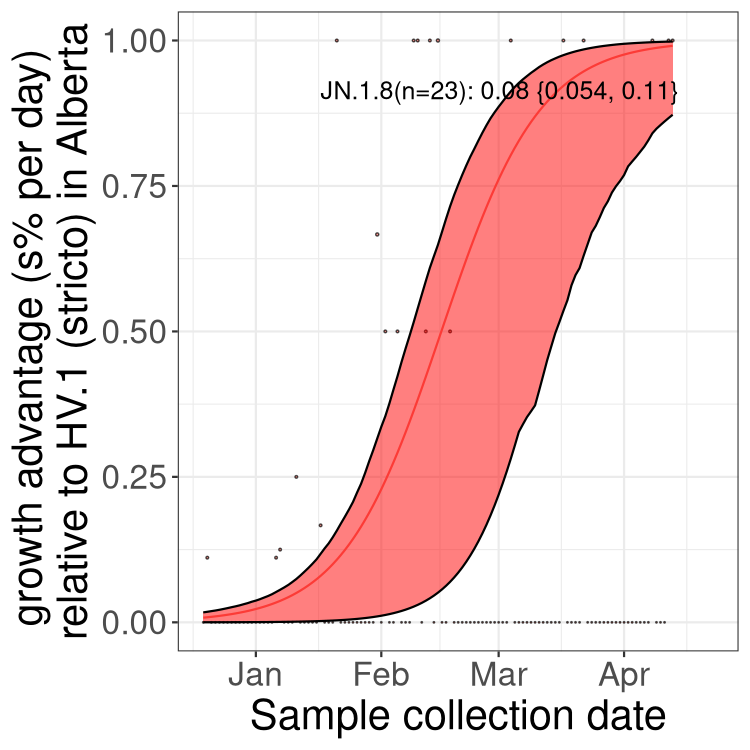 growth advantage (s% per day)
relative to HV.1 (stricto) in Alberta
1.00
0.75
0.50
0.25
0.00
JN.1.8(n=23): 0.08 {0.054, 0.11}
Jan Feb Mar Apr
Sample collection date